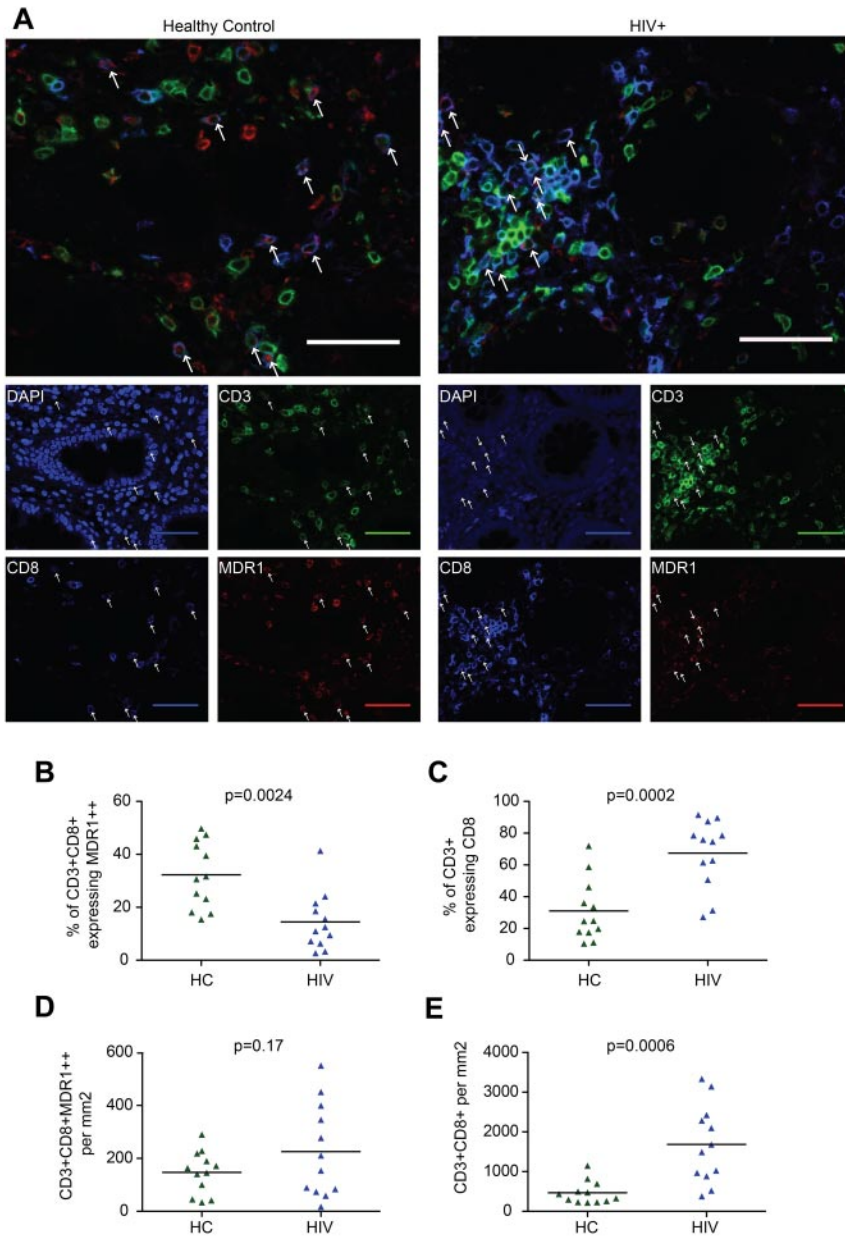 A
Healthy Control
HIV+
DAPI
CD3
DAPI
CD3
CD8
MDR1
CD8
MDR1
B
p=0.0024
% of CD3+CD8+
expressing MDR1++
60
40
20
0
HC
HIV
C
p=0.0002
% of CD3+
expressing CD8
100
80
60
40
20
0
HC
HIV
D
p=0.17
CD3+CD8+MDR1++
per mm2
600
400
200
0
HC
HIV
E
p=0.0006
CD3+CD8+ per mm2
4000
3000
2000
1000
0
HC
HIV